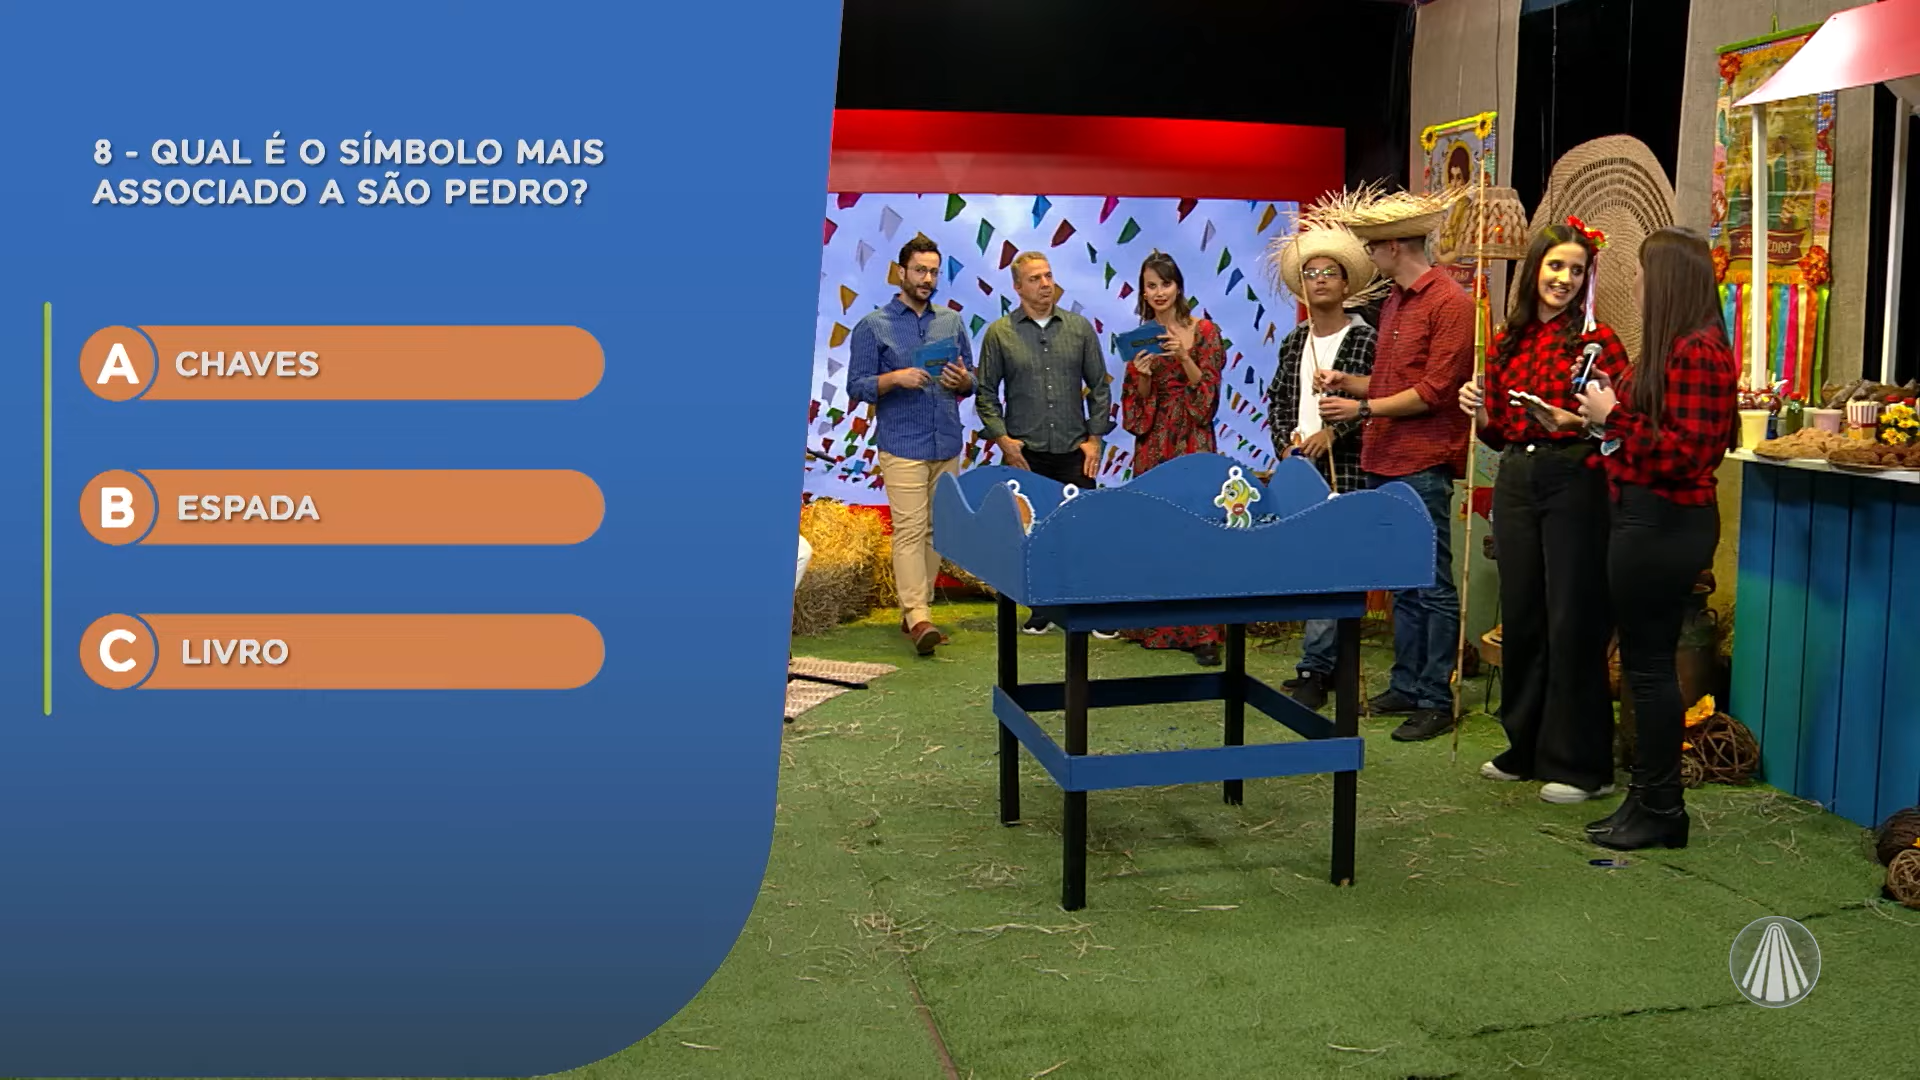 8 - QUAL É O SÍMBOLO MAIS
ASSOCIADO A SÃO PEDRO?
A CHAVES
B ESPADA
C LIVRO